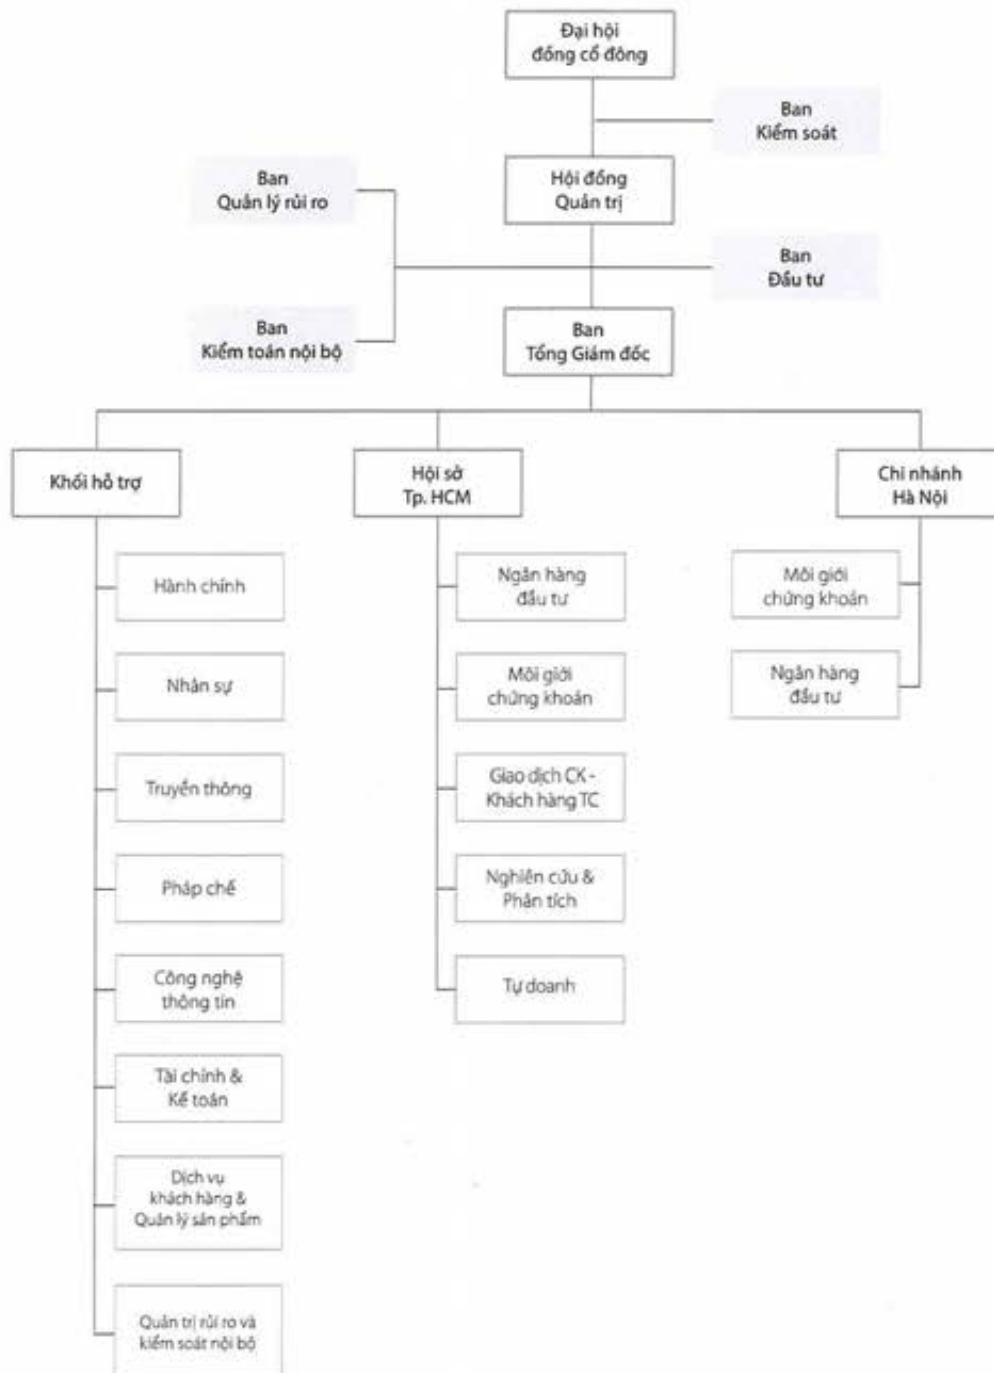 Đại hội
đồng cổ đông
Ban
Kiểm soát
Ban
Quản lý rủi ro
Hội đồng
Quản trị
Ban
Đầu tư
Ban
Kiểm toán nội bộ
Ban
Tổng Giám đốc
Khối hỗ trợ
Hội sở
Tp. HCM
Chi nhánh
Hà Nội
Hành chính
Nhân sự
Truyền thông
Pháp chế
Công nghệ
thông tin
Tài chính &
Kế toán
Dịch vụ
khách hàng &
Quản lý sản phẩm
Quản trị rủi ro và
kiểm soát nội bộ
Ngân hàng
đầu tư
Môi giới
chứng khoán
Giao dịch CK -
Khách hàng TC
Nghiên cứu &
Phân tích
Tự doanh
Môi giới
chứng khoán
Ngân hàng
đầu tư